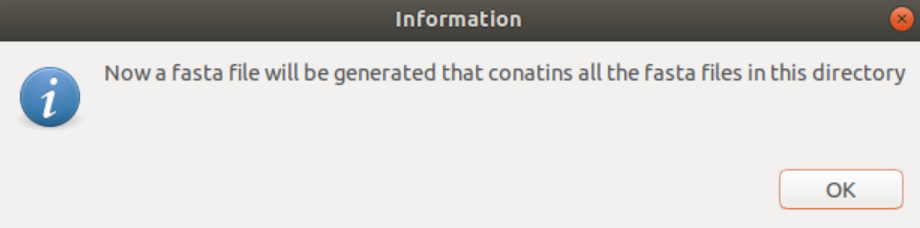 Information
Now a fasta file will be generated that conatins all the fasta files in this directory
OK